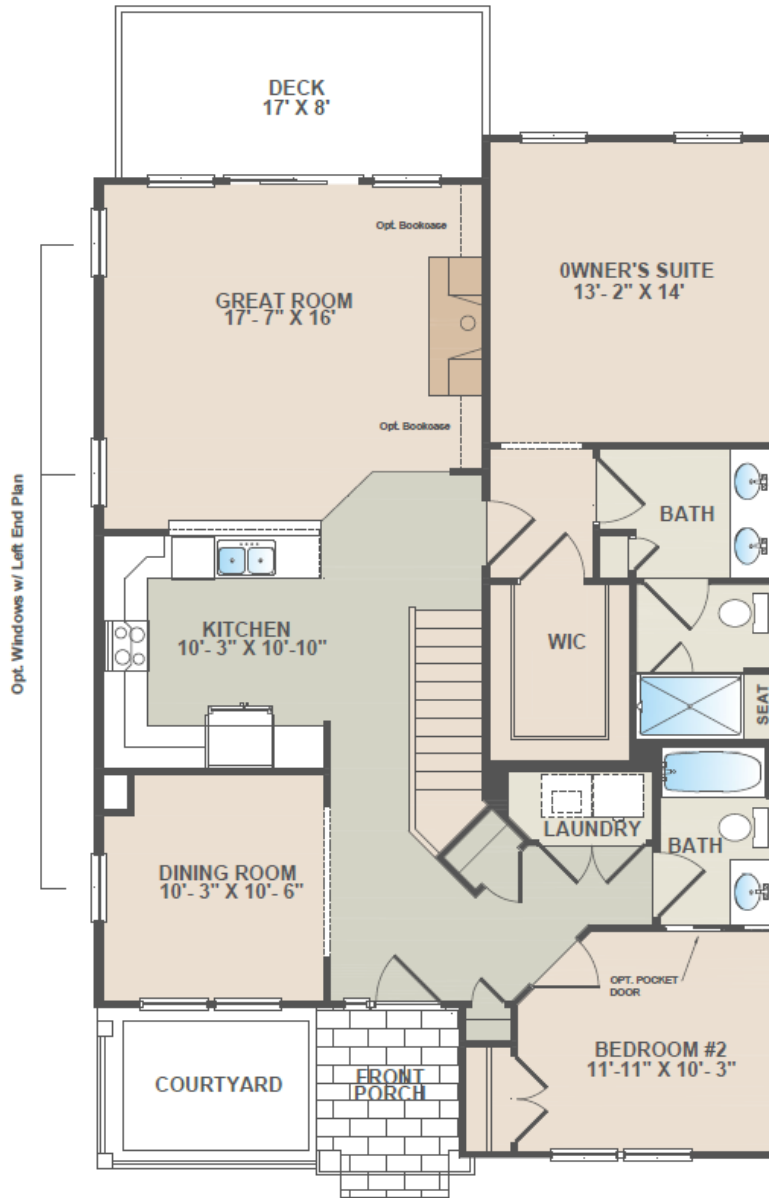 DECK
17' X 8'
Opt. Bookoase
0WNER'S SUITE
13'- 2" X 14'
GREAT ROOM
17'- 7" X 16'
Opt. Bookoase
Opt. Windows w/ Left End Plan
BATH
KITCHEN
10'- 3" X 10'-10"
WIC
SEAT
LAUNDRY
BATH
DINING ROOM
10'- 3" X 10'- 6"
OPT. POCKET
DOOR
BEDROOM #2
11'-11" X 10'- 3"
COURTYARD
FRONT
PORCH